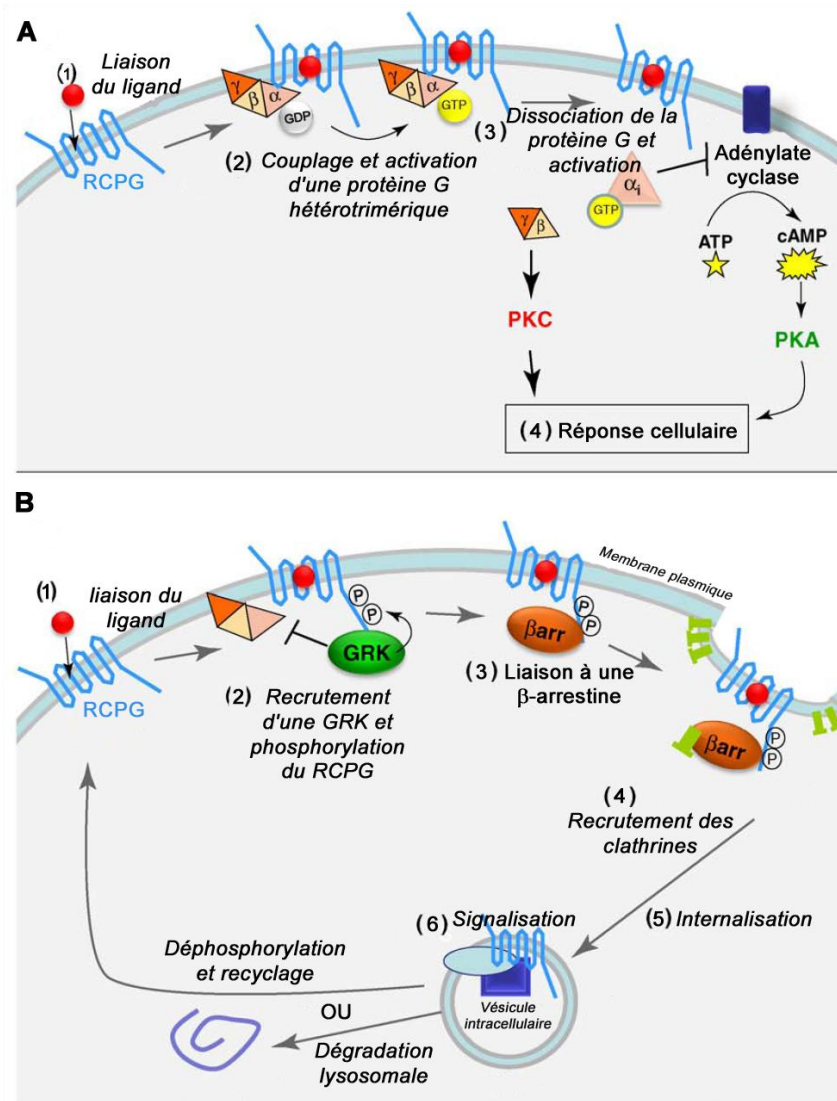 A
(1)
Liaison
du ligand
RCPG
γ
β
α
GDP
(2) Couplage et activation
d'une protéine G
hétérotrimérique
γ
β
α
GTP
(3) Dissociation de la
protéine G et
activation
αi
GTP
Adénylate
cyclase
ATP
cAMP
γ
β
PKC
PKA
(4) Réponse cellulaire
B
(1)
liaison du
ligand
RCPG
P
P
GRK
(2) Recrutement
d'une GRK et
phosphorylation
du RCPG
βarr
P
P
(3) Liaison à une
β-arrestine
Membrane plasmique
βarr
P
P
(4)
Recrutement des
clathrines
(5) Internalisation
(6) Signalisation
Vésicule
intracellulaire
Déphosphorylation
et recyclage
OU
Dégradation
lysosomale